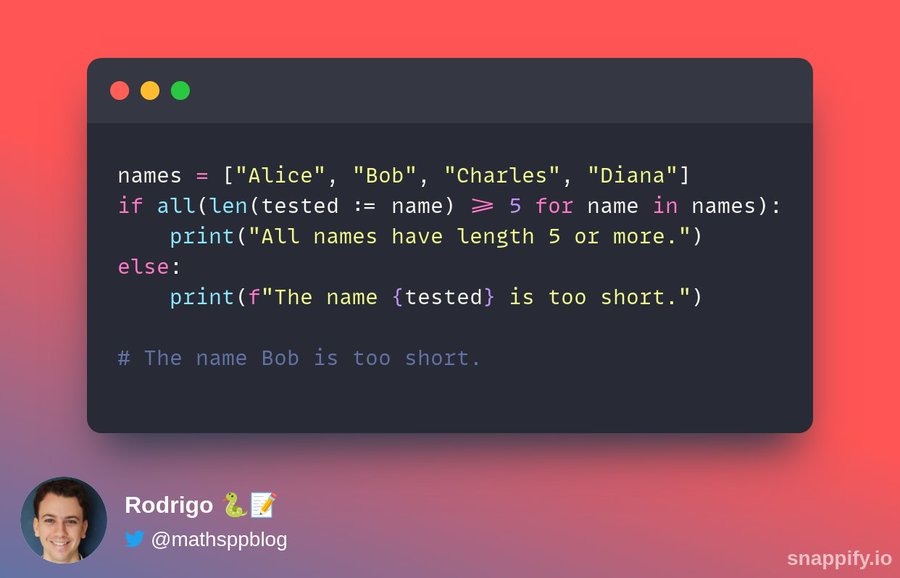 names = ["Alice", "Bob", "Charles", "Diana"]
if all(len(tested := name) >= 5 for name in names):
    print("All names have length 5 or more.")
else:
    print(f"The name {tested} is too short.")
# The name Bob is too short.
Rodrigo 🐍📝
@mathsppblog
snappify.io